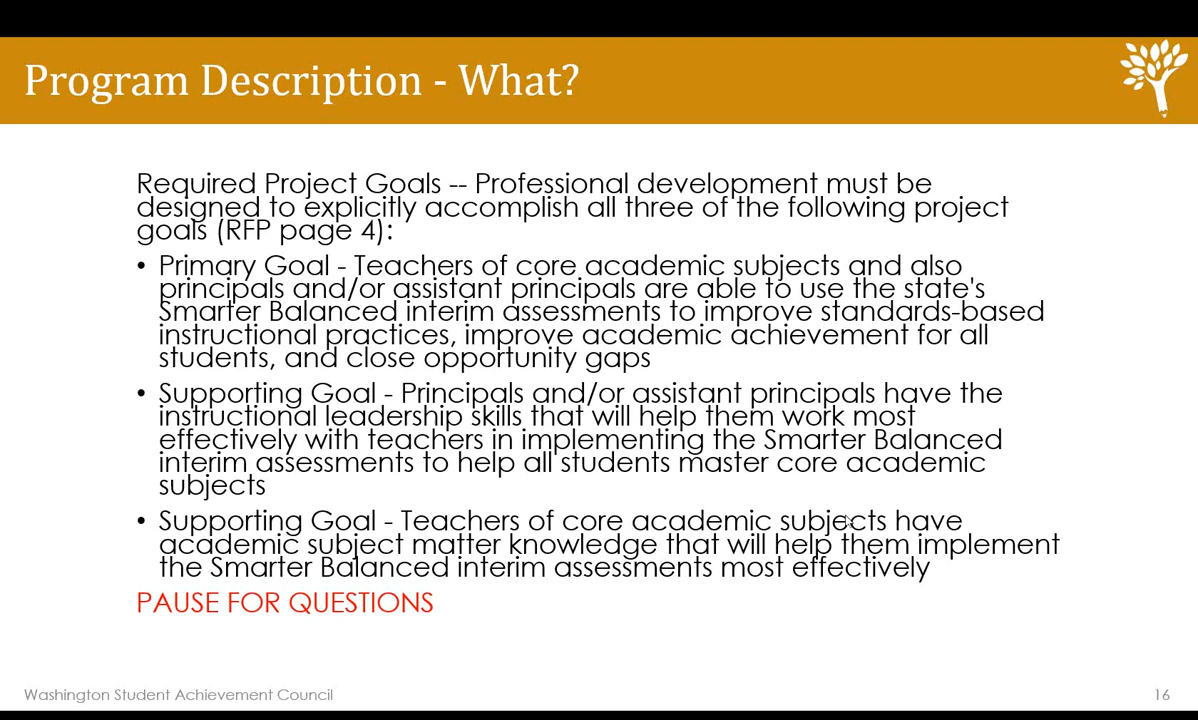 Program Description - What?
Required Project Goals -- Professional development must be
designed to explicitly accomplish all three of the following project
goals (RFP page 4):
• Primary Goal - Teachers of core academic subjects and also
principals and/or assistant principals are able to use the state's
Smarter Balanced interim assessments to improve standards-based
instructional practices, improve academic achievement for all
students, and close opportunity gaps
• Supporting Goal - Principals and/or assistant principals have the
instructional leadership skills that will help them work most
effectively with teachers in implementing the Smarter Balanced
interim assessments to help all students master core academic
subjects
• Supporting Goal - Teachers of core academic subjects have
academic subject matter knowledge that will help them implement
the Smarter Balanced interim assessments most effectively
PAUSE FOR QUESTIONS
Washington Student Achievement Council
16